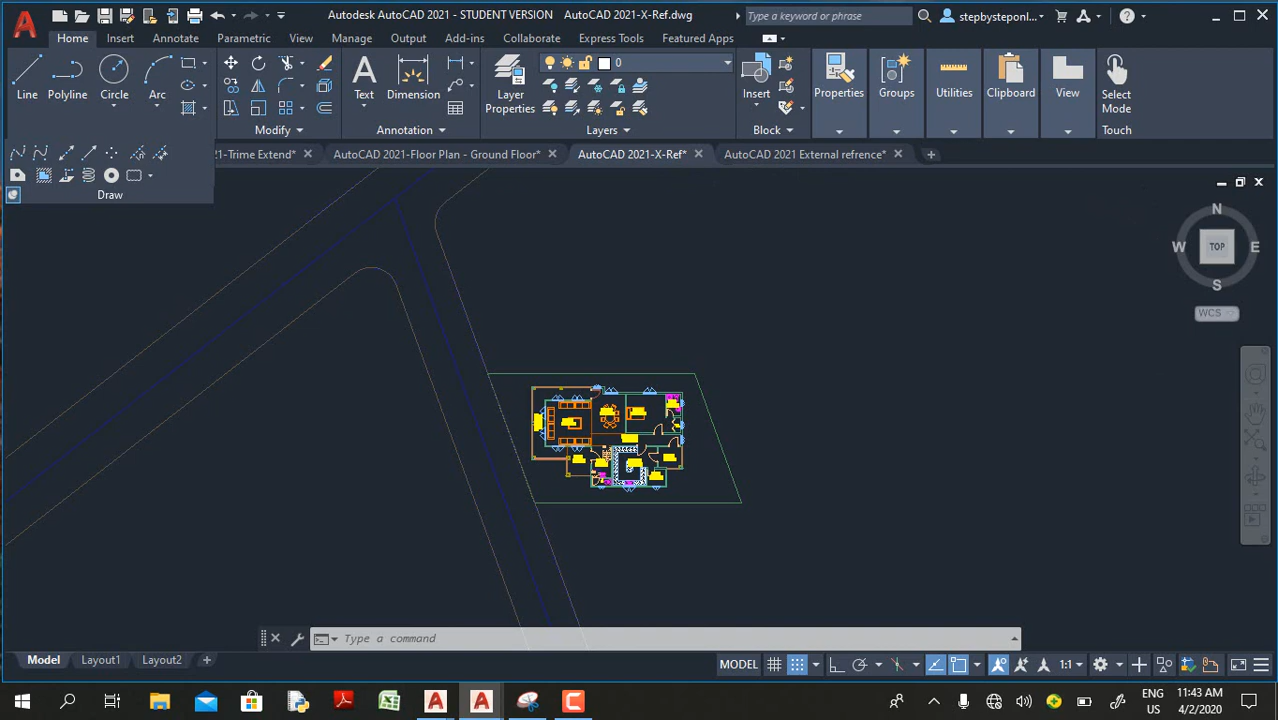 Autodesk AutoCAD 2021 - STUDENT VERSION AutoCAD 2021-X-Ref.dwg
Type a keyword or phrase
stepbysteponl...
Home Insert Annotate Parametric View Manage Output Add-ins Collaborate Express Tools Featured Apps
0
Line Polyline Circle Arc
Text Dimension
Layer Properties
Insert
Properties Groups Utilities Clipboard View
Select Mode
Modify Annotation Layers Block Touch
21-Trime Extend* AutoCAD 2021-Floor Plan - Ground Floor* AutoCAD 2021-X-Ref* AutoCAD 2021 External refrence*
Draw
N
W TOP E
S
WCS
Type a command
Model Layout1 Layout2
MODEL 1:1
ENG 11:43 AM
US 4/2/2020